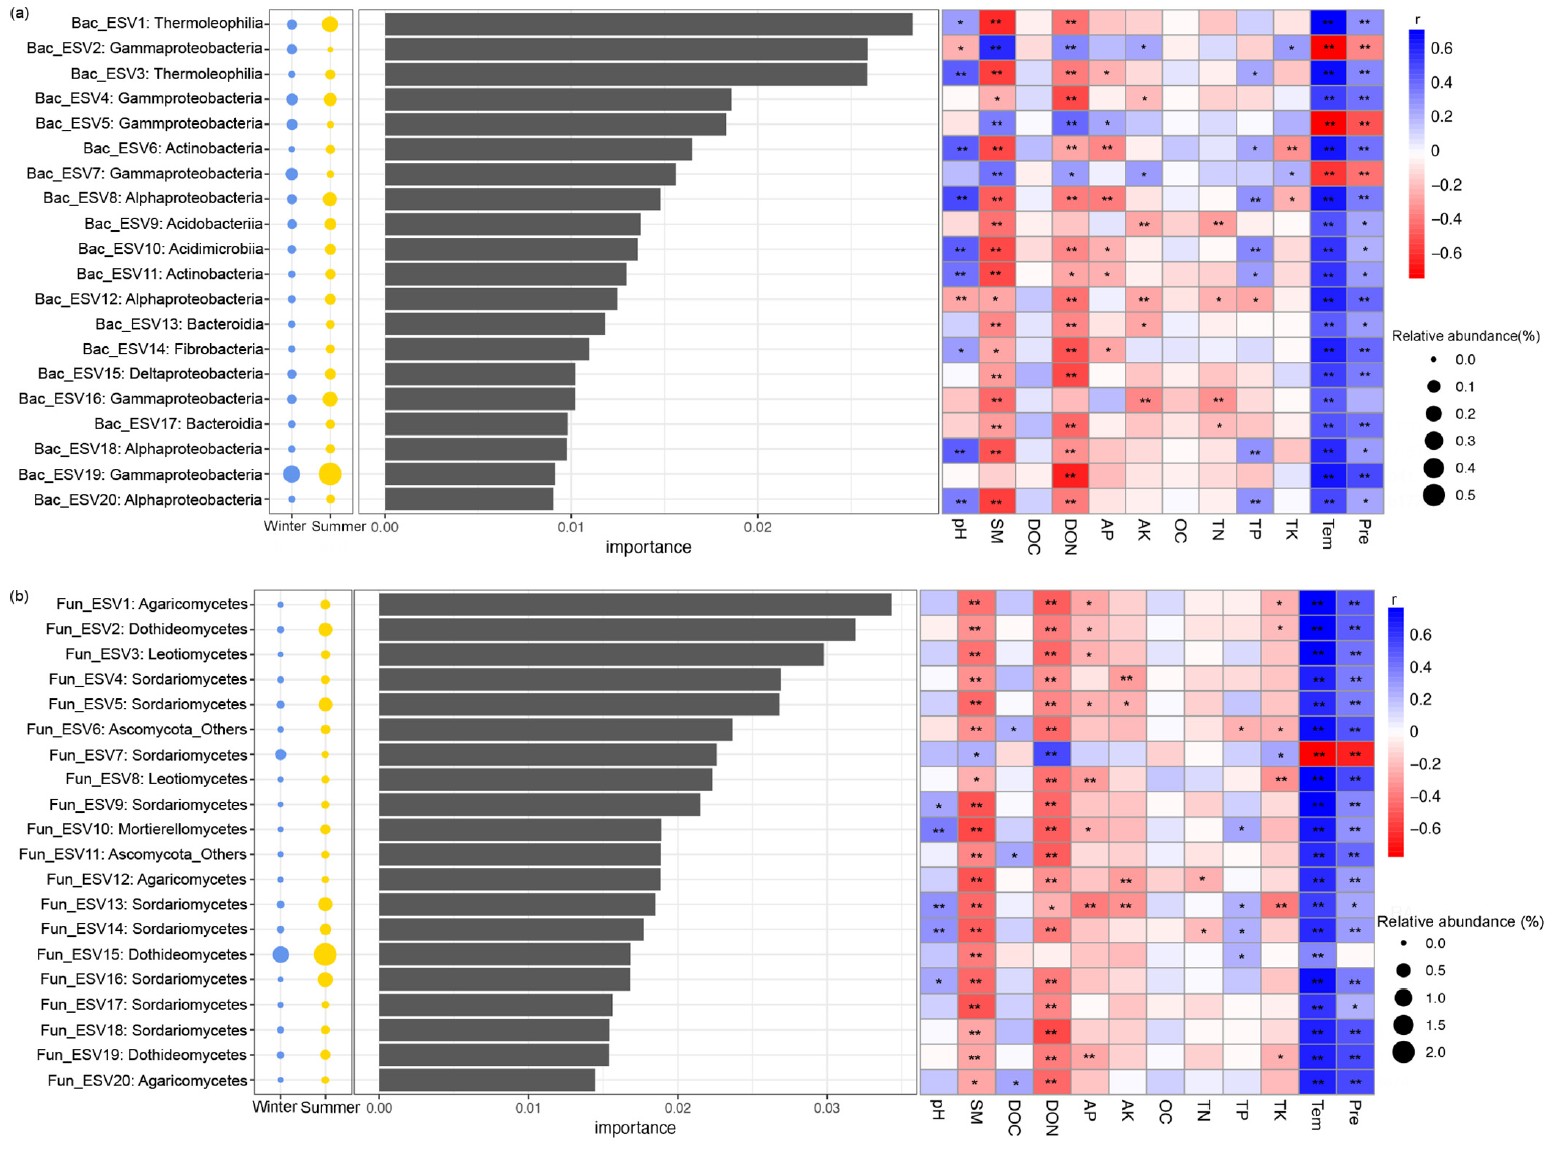 (a)
Bac_ESV1: Thermoleophilia
Bac_ESV2: Gammaproteobacteria
Bac_ESV3: Thermoleophilia
Bac_ESV4: Gammproteobacteria
Bac_ESV5: Gammproteobacteria
Bac_ESV6: Actinobacteria
Bac_ESV7: Gammaproteobacteria
Bac_ESV8: Alphaproteobacteria
Bac_ESV9: Acidobacteriia
Bac_ESV10: Acidimicrobiia
Bac_ESV11: Actinobacteria
Bac_ESV12: Alphaproteobacteria
Bac_ESV13: Bacteroidia
Bac_ESV14: Fibrobacteria
Bac_ESV15: Deltaproteobacteria
Bac_ESV16: Gammaproteobacteria
Bac_ESV17: Bacteroidia
Bac_ESV18: Alphaproteobacteria
Bac_ESV19: Gammaproteobacteria
Bac_ESV20: Alphaproteobacteria
Winter Summer 0.00 0.01 0.02
importance
pH SM DOC DON AP AK OC TN TP TK Tem Pre
r
0.6
0.4
0.2
0
−0.2
−0.4
−0.6
Relative abundance(%)
0.0
0.1
0.2
0.3
0.4
0.5
(b)
Fun_ESV1: Agaricomycetes
Fun_ESV2: Dothideomycetes
Fun_ESV3: Leotiomycetes
Fun_ESV4: Sordariomycetes
Fun_ESV5: Sordariomycetes
Fun_ESV6: Ascomycota_Others
Fun_ESV7: Sordariomycetes
Fun_ESV8: Leotiomycetes
Fun_ESV9: Sordariomycetes
Fun_ESV10: Mortierellomycetes
Fun_ESV11: Ascomycota_Others
Fun_ESV12: Agaricomycetes
Fun_ESV13: Sordariomycetes
Fun_ESV14: Sordariomycetes
Fun_ESV15: Dothideomycetes
Fun_ESV16: Sordariomycetes
Fun_ESV17: Sordariomycetes
Fun_ESV18: Sordariomycetes
Fun_ESV19: Dothideomycetes
Fun_ESV20: Agaricomycetes
Winter Summer 0.00 0.01 0.02 0.03
importance
pH SM DOC DON AP AK OC TN TP TK Tem Pre
r
0.6
0.4
0.2
0
−0.2
−0.4
−0.6
Relative abundance (%)
0.0
0.5
1.0
1.5
2.0